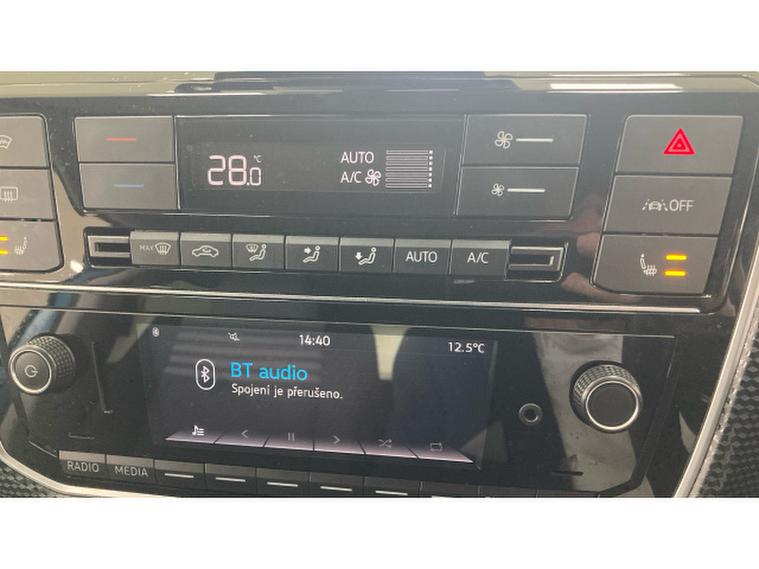 28.0 °C AUTO
A/C
OFF
MAX AUTO A/C
14:40 12.5°C
BT audio
Spojení je přerušeno.
RADIO MEDIA